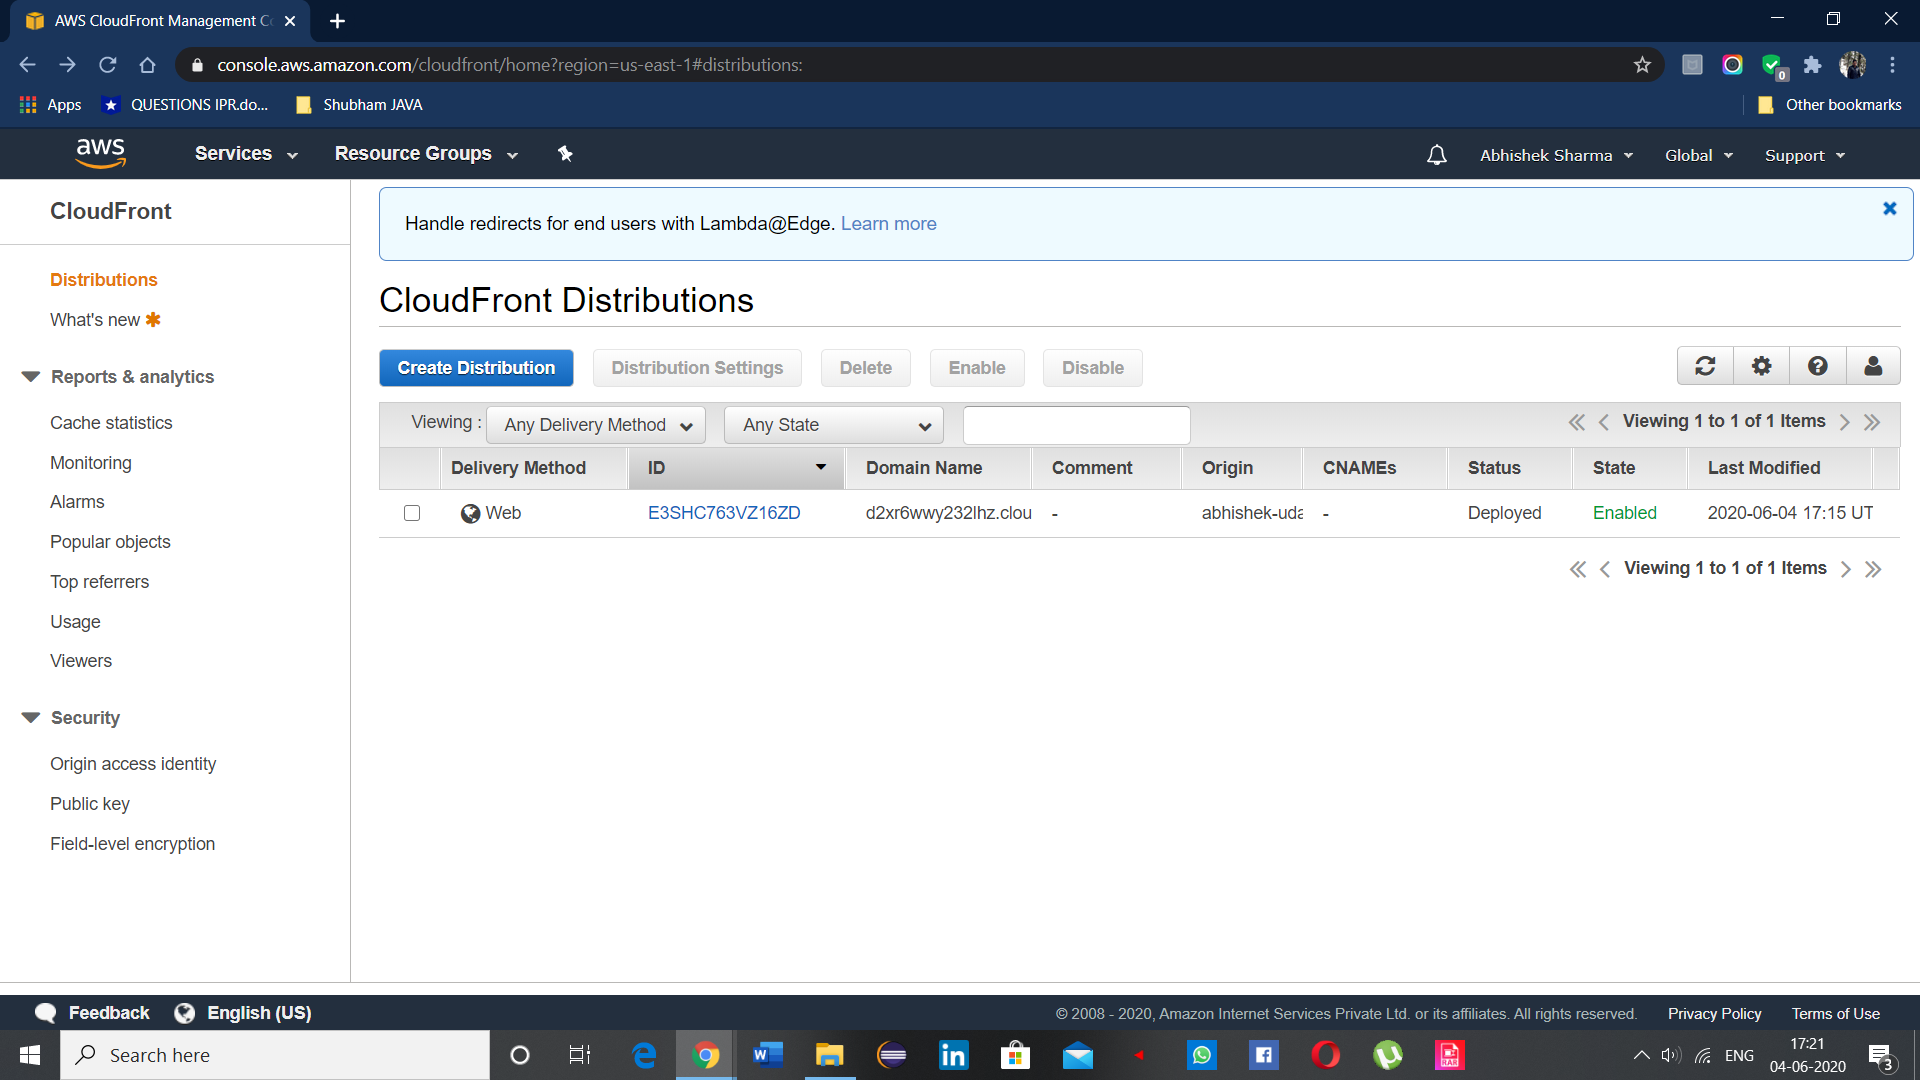 AWS CloudFront Management Co
console.aws.amazon.com/cloudfront/home?region=us-east-1#distributions:
0
Apps QUESTIONS IPR.do... Shubham JAVA Other bookmarks
aws Services Resource Groups Abhishek Sharma Global Support
CloudFront
Handle redirects for end users with Lambda@Edge. Learn more
Distributions
What's new
Reports & analytics
Cache statistics
Monitoring
Alarms
Popular objects
Top referrers
Usage
Viewers
Security
Origin access identity
Public key
Field-level encryption
CloudFront Distributions
Create Distribution Distribution Settings Delete Enable Disable
Viewing : Any Delivery Method Any State Viewing 1 to 1 of 1 Items
Delivery Method ID Domain Name Comment Origin CNAMEs Status State Last Modified
Web E3SHC763VZ16ZD d2xr6wwy232lhz.clou - abhishek-uda - Deployed Enabled 2020-06-04 17:15 UT
Viewing 1 to 1 of 1 Items
Feedback English (US) © 2008 - 2020, Amazon Internet Services Private Ltd. or its affiliates. All rights reserved. Privacy Policy Terms of Use
Search here
ENG
17:21
04-06-2020
3